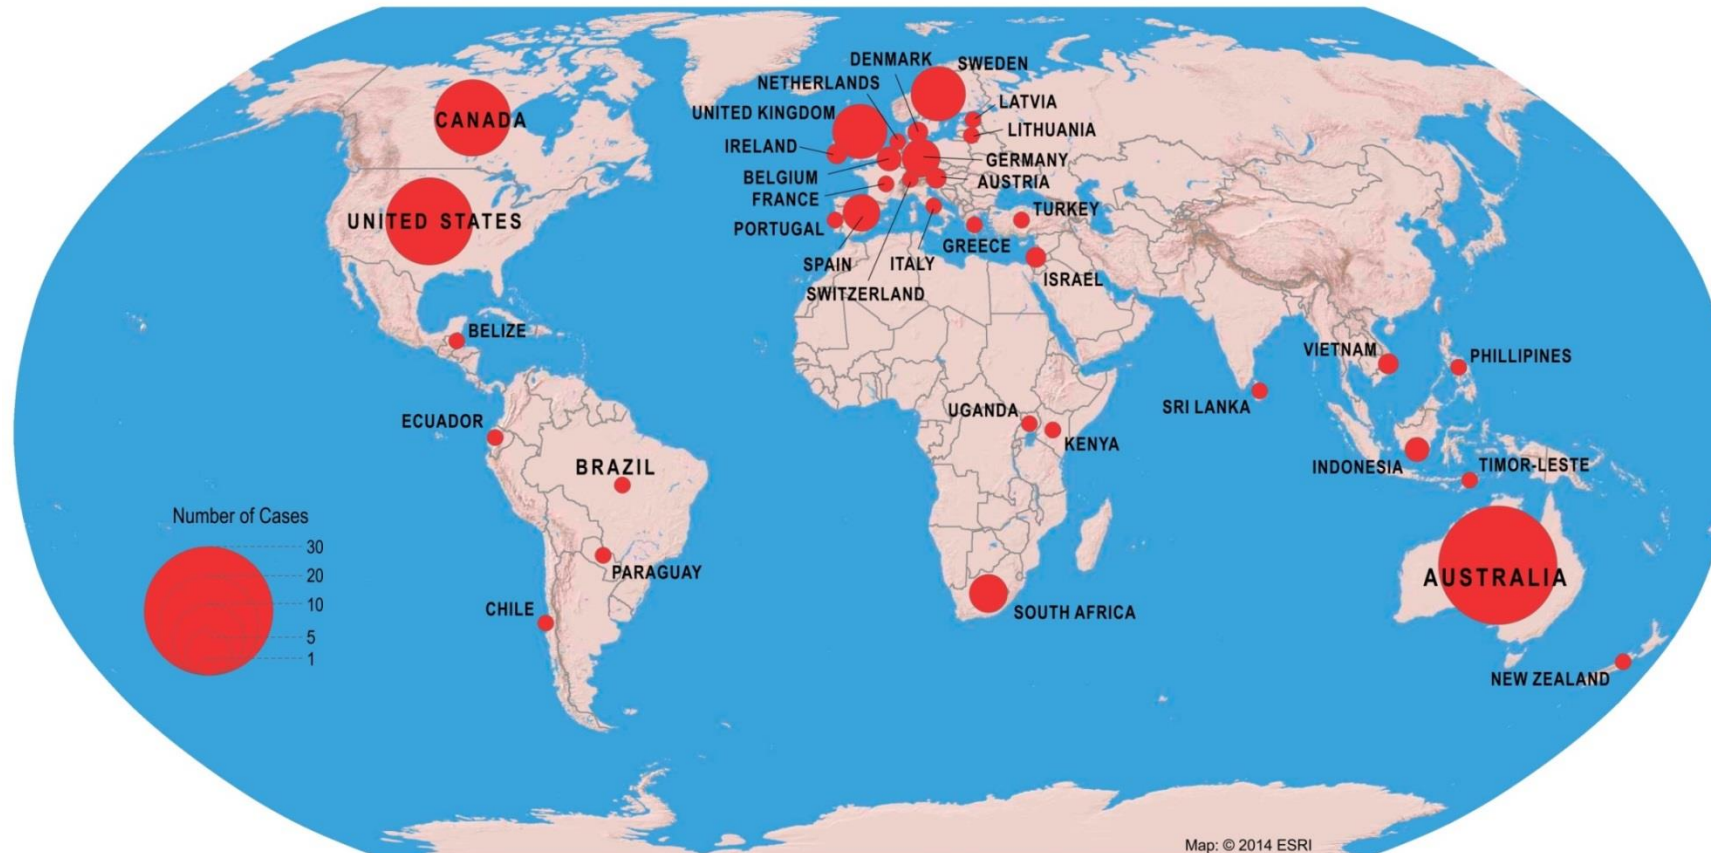 DENMARK
SWEDEN
NETHERLANDS
UNITED KINGDOM
LATVIA
CANADA
LITHUANIA
IRELAND
GERMANY
BELGIUM
AUSTRIA
FRANCE
TURKEY
UNITED STATES
PORTUGAL
GREECE
SPAIN
ITALY
ISRAEL
SWITZERLAND
BELIZE
VIETNAM
PHILLIPINES
SRI LANKA
UGANDA
ECUADOR
KENYA
BRAZIL
INDONESIA
TIMOR-LESTE
Number of Cases
30
20
10
5
1
PARAGUAY
AUSTRALIA
CHILE
SOUTH AFRICA
NEW ZEALAND
Map: © 2014 ESRI